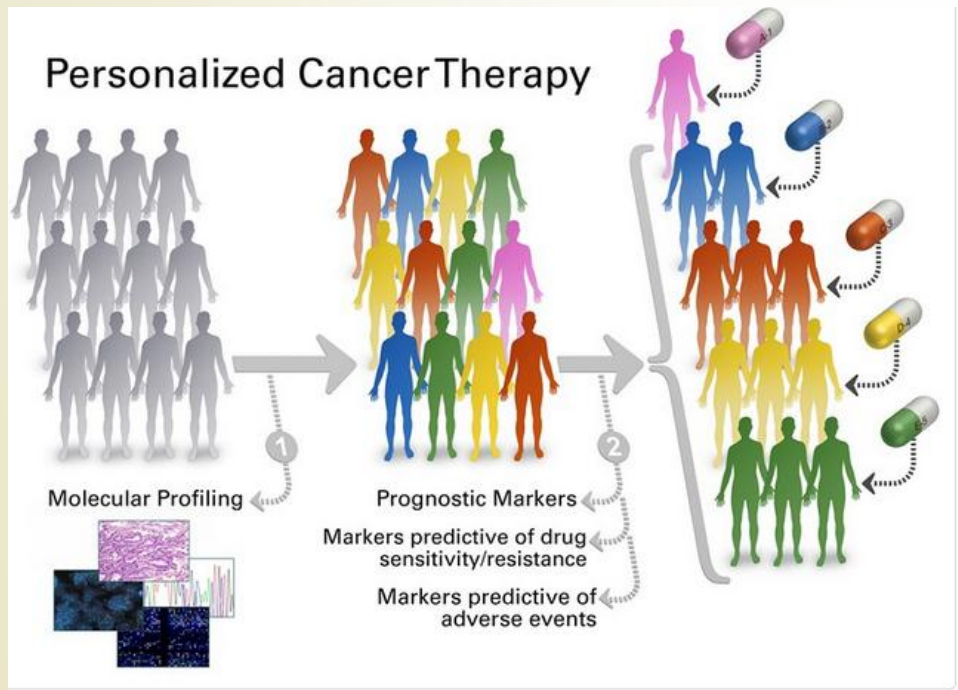 Personalized Cancer Therapy
1
2
Molecular Profiling
Prognostic Markers
Markers predictive of drug
sensitivity/resistance
Markers predictive of
adverse events
D4